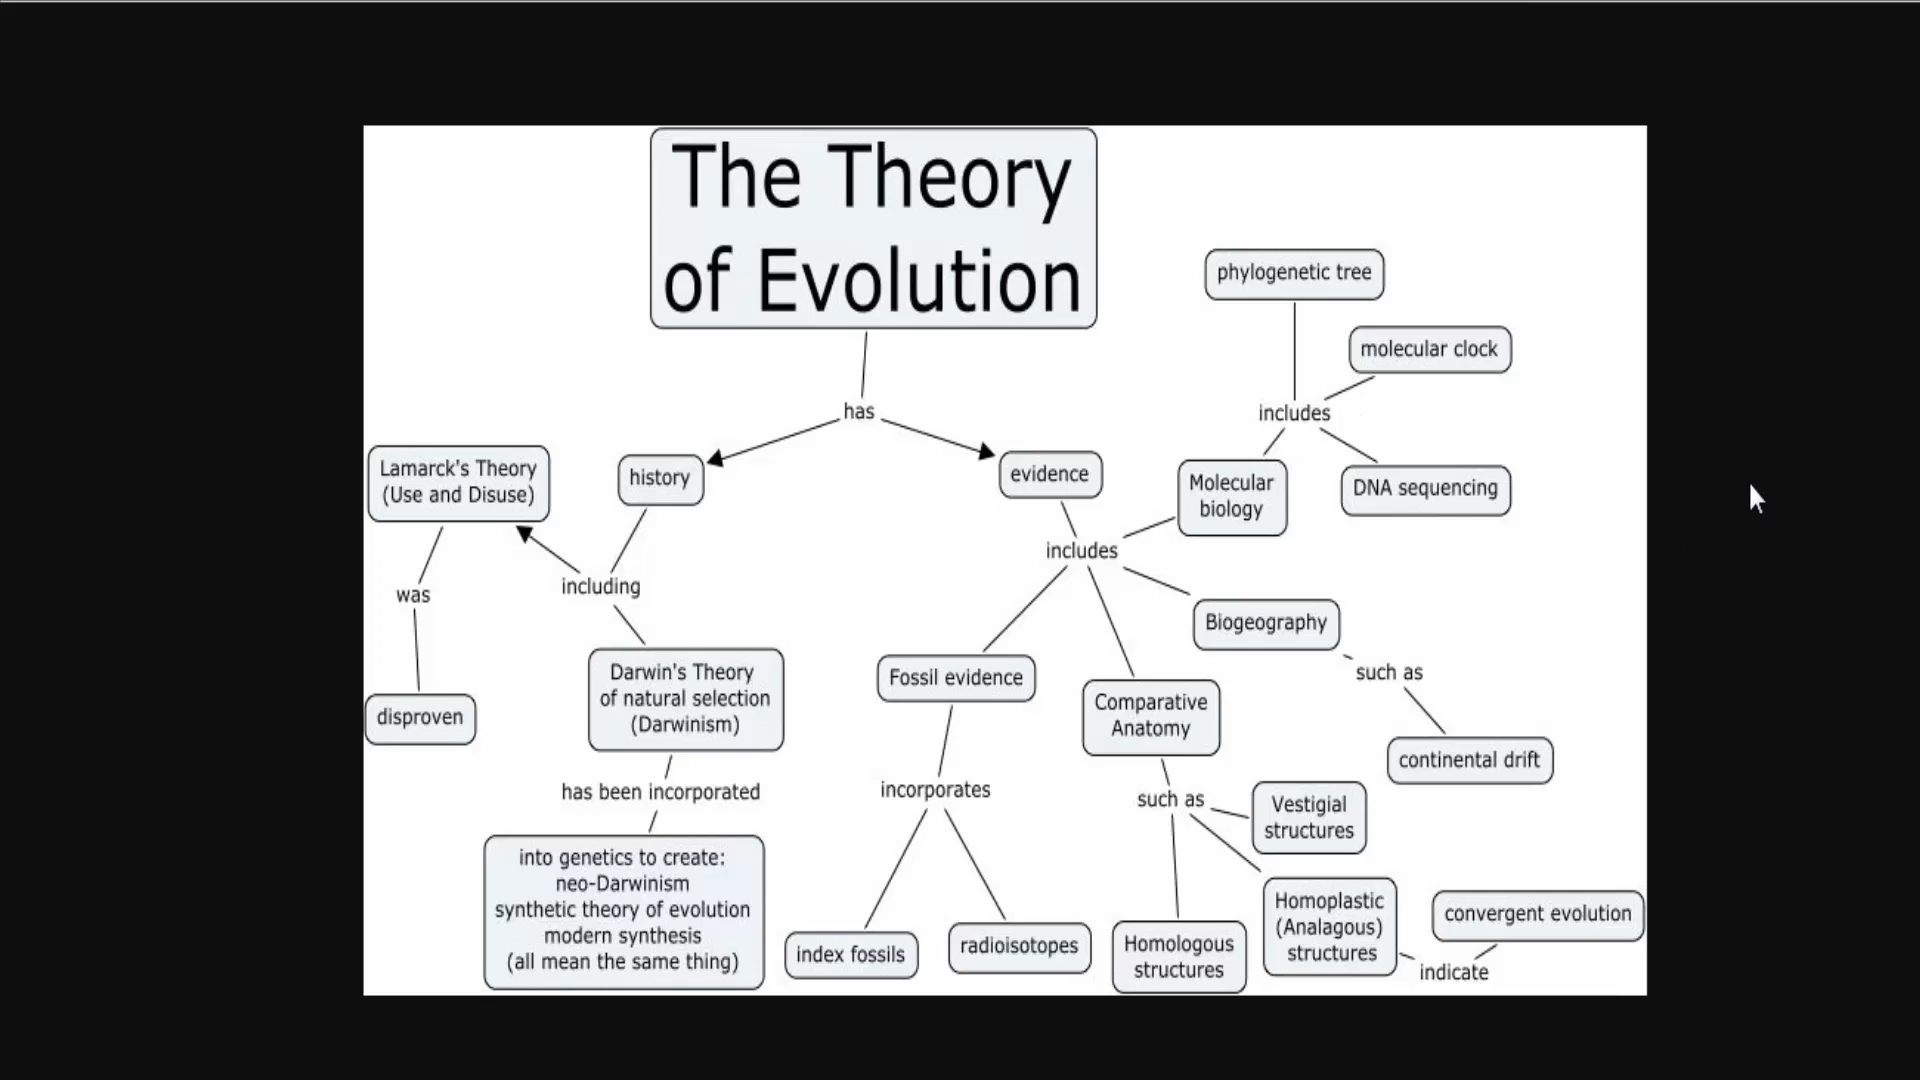 The Theory
of Evolution
phylogenetic tree
molecular clock
has
includes
Lamarck's Theory
(Use and Disuse)
history
evidence
Molecular
biology
DNA sequencing
includes
including
was
Biogeography
such as
Darwin's Theory
of natural selection
(Darwinism)
Fossil evidence
Comparative
Anatomy
disproven
continental drift
has been incorporated
incorporates
such as
Vestigial
structures
into genetics to create:
neo-Darwinism
synthetic theory of evolution
modern synthesis
(all mean the same thing)
index fossils
radioisotopes
Homologous
structures
Homoplastic
(Analagous)
structures
convergent evolution
indicate